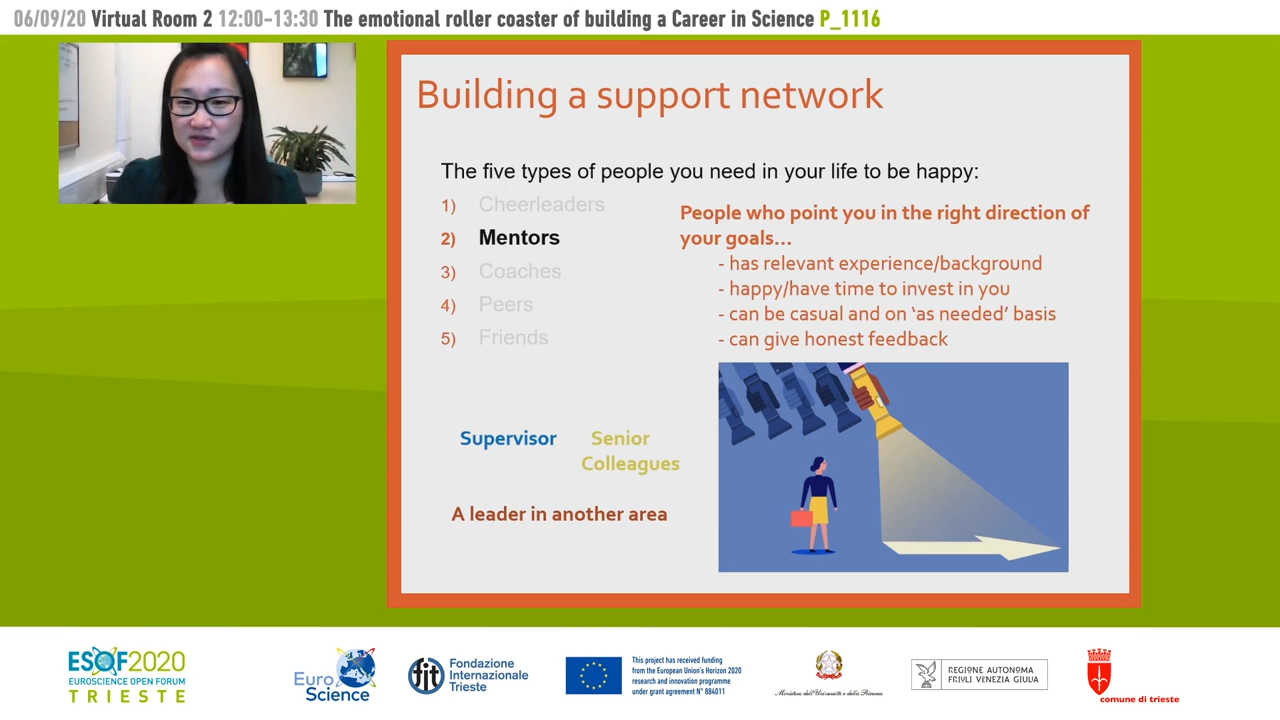 06/09/20 Virtual Room 2 12:00-13:30 The emotional roller coaster of building a Career in Science P_1116
Building a support network
The five types of people you need in your life to be happy:
1) Cheerleaders
2) Mentors
3) Coaches
4) Peers
5) Friends
People who point you in the right direction of
your goals...
- has relevant experience/background
- happy/have time to invest in you
- can be casual and on ‘as needed’ basis
- can give honest feedback
Supervisor
Senior
Colleagues
A leader in another area
ESOF2020
EUROSCIENCE OPEN FORUM
TRIESTE
Euro
Science
fit
Fondazione
Internazionale
Trieste
This project has received funding
from the European Union's Horizon 2020
research and innovation programme
under grant agreement N° 884011
Ministero dell'Università e della Ricerca
REGIONE AUTONOMA
FRIULI VENEZIA GIULIA
comune di trieste